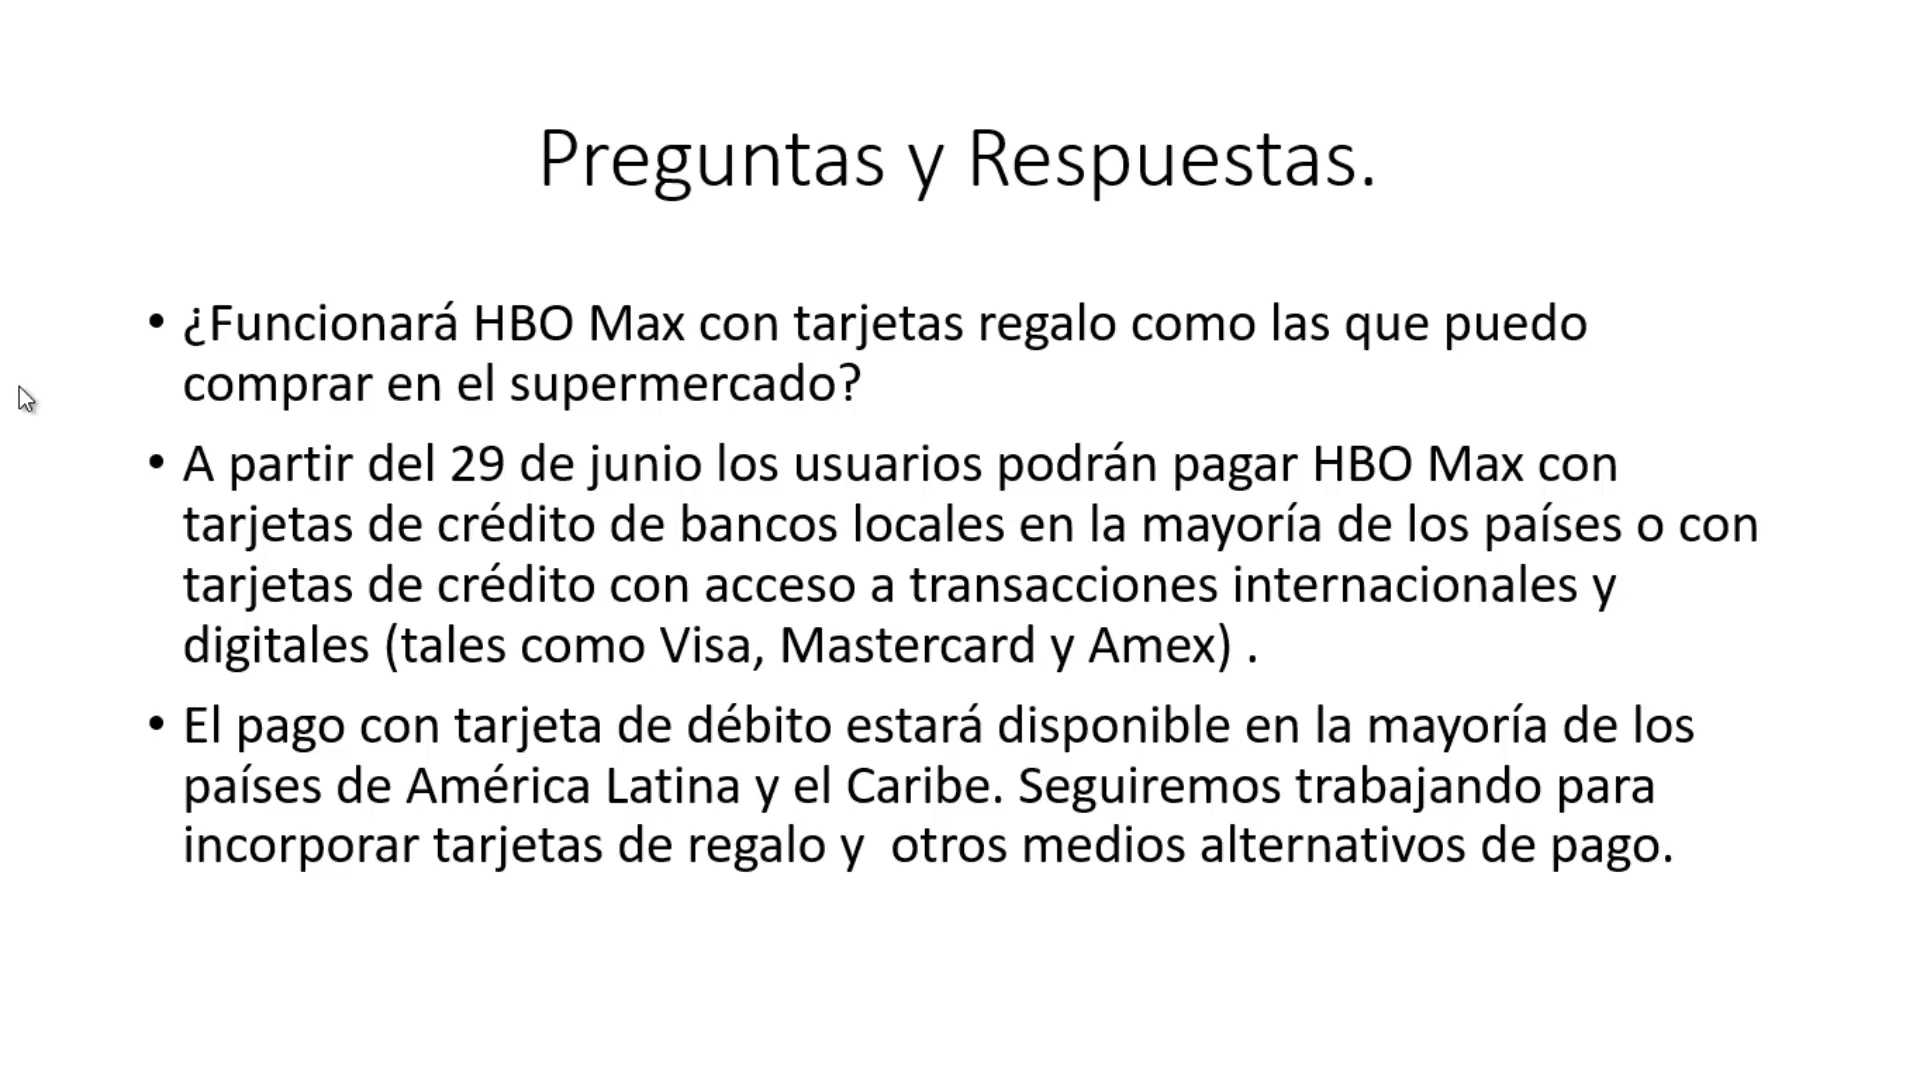 Preguntas y Respuestas.
• ¿Funcionará HBO Max con tarjetas regalo como las que puedo
comprar en el supermercado?
• A partir del 29 de junio los usuarios podrán pagar HBO Max con
tarjetas de crédito de bancos locales en la mayoría de los países o con
tarjetas de crédito con acceso a transacciones internacionales y
digitales (tales como Visa, Mastercard y Amex) .
• El pago con tarjeta de débito estará disponible en la mayoría de los
países de América Latina y el Caribe. Seguiremos trabajando para
incorporar tarjetas de regalo y  otros medios alternativos de pago.